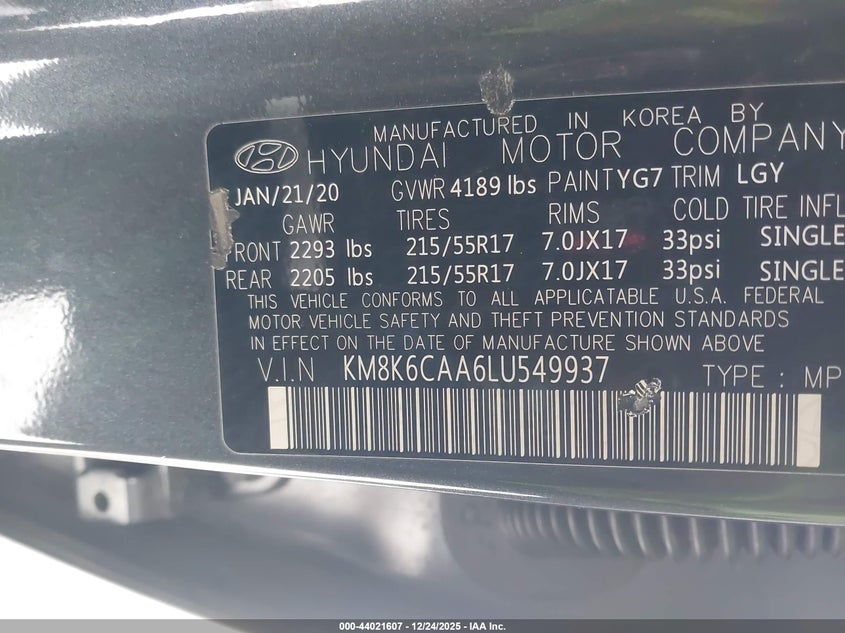 MANUFACTURED IN KOREA BY
HYUNDAI MOTOR COMPANY
JAN/21/20 GVWR 4189 lbs PAINT YG7 TRIM LGY
GAWR TIRES RIMS COLD TIRE INFL
FRONT 2293 lbs 215/55R17 7.0JX17 33psi SINGLE
REAR 2205 lbs 215/55R17 7.0JX17 33psi SINGLE
THIS VEHICLE CONFORMS TO ALL APPLICATABLE U.S.A. FEDERAL
MOTOR VEHICLE SAFETY AND THEFT PREVENTION STANDARDS
IN EFFECT ON THE DATE OF MANUFACTURE SHOWN ABOVE
V.I.N KM8K6CAA6LU549937 TYPE : MP
000-44021607 - 12/24/2025 - IAA Inc.